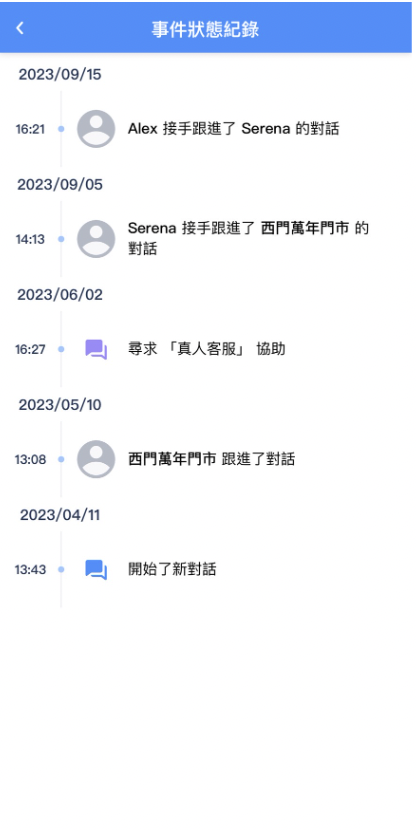 事件狀態紀錄
2023/09/15
16:21 Alex 接手跟進了 Serena 的對話
2023/09/05
14:13 Serena 接手跟進了 西門萬年門市 的
對話
2023/06/02
16:27 尋求 「真人客服」 協助
2023/05/10
13:08 西門萬年門市 跟進了對話
2023/04/11
13:43 開始了新對話